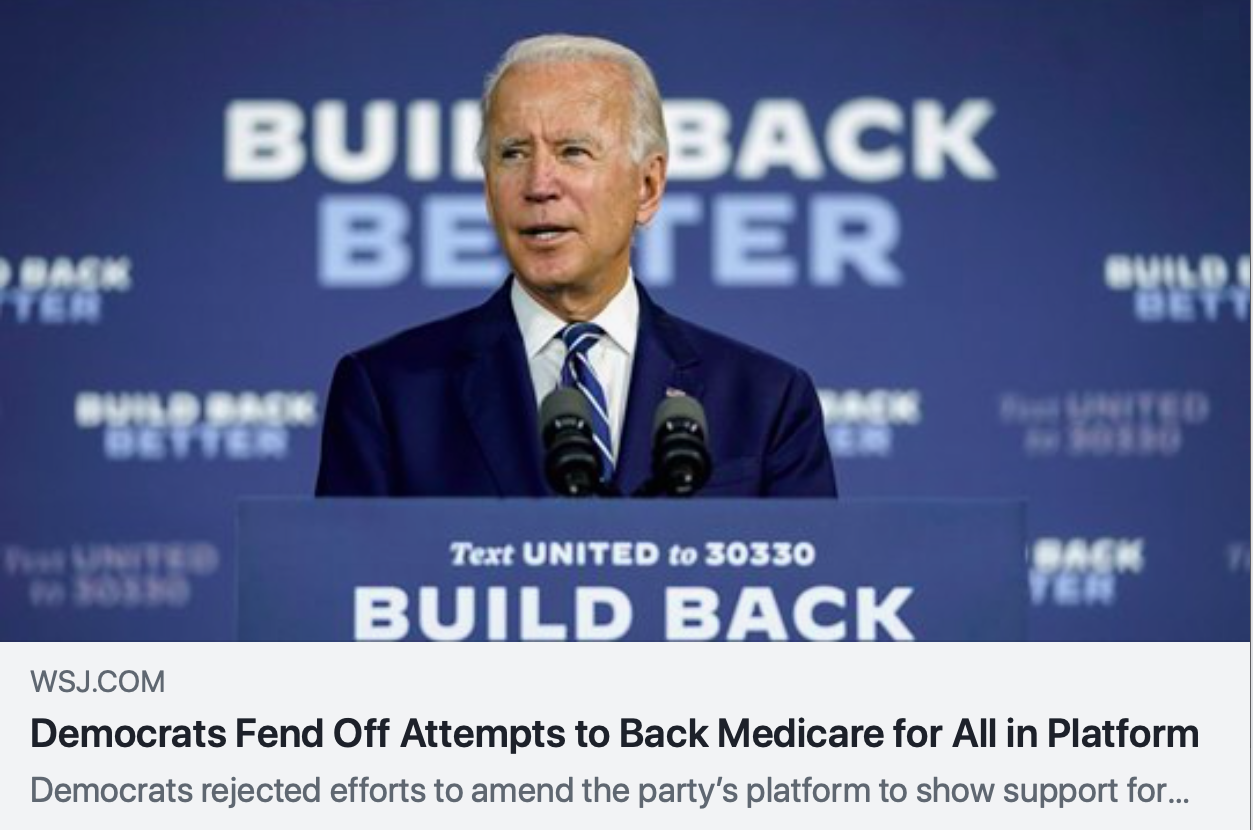 BUIL BACK
BE TER
D BACK
TTER
BUILD
BETT
BUILD BACK
BETTER
BACK
ER
Text UNITED
to 30330
Text UNITED
to 30330
BACK
TER
Text UNITED to 30330
BUILD BACK
WSJ.COM
Democrats Fend Off Attempts to Back Medicare for All in Platform
Democrats rejected efforts to amend the party’s platform to show support for...